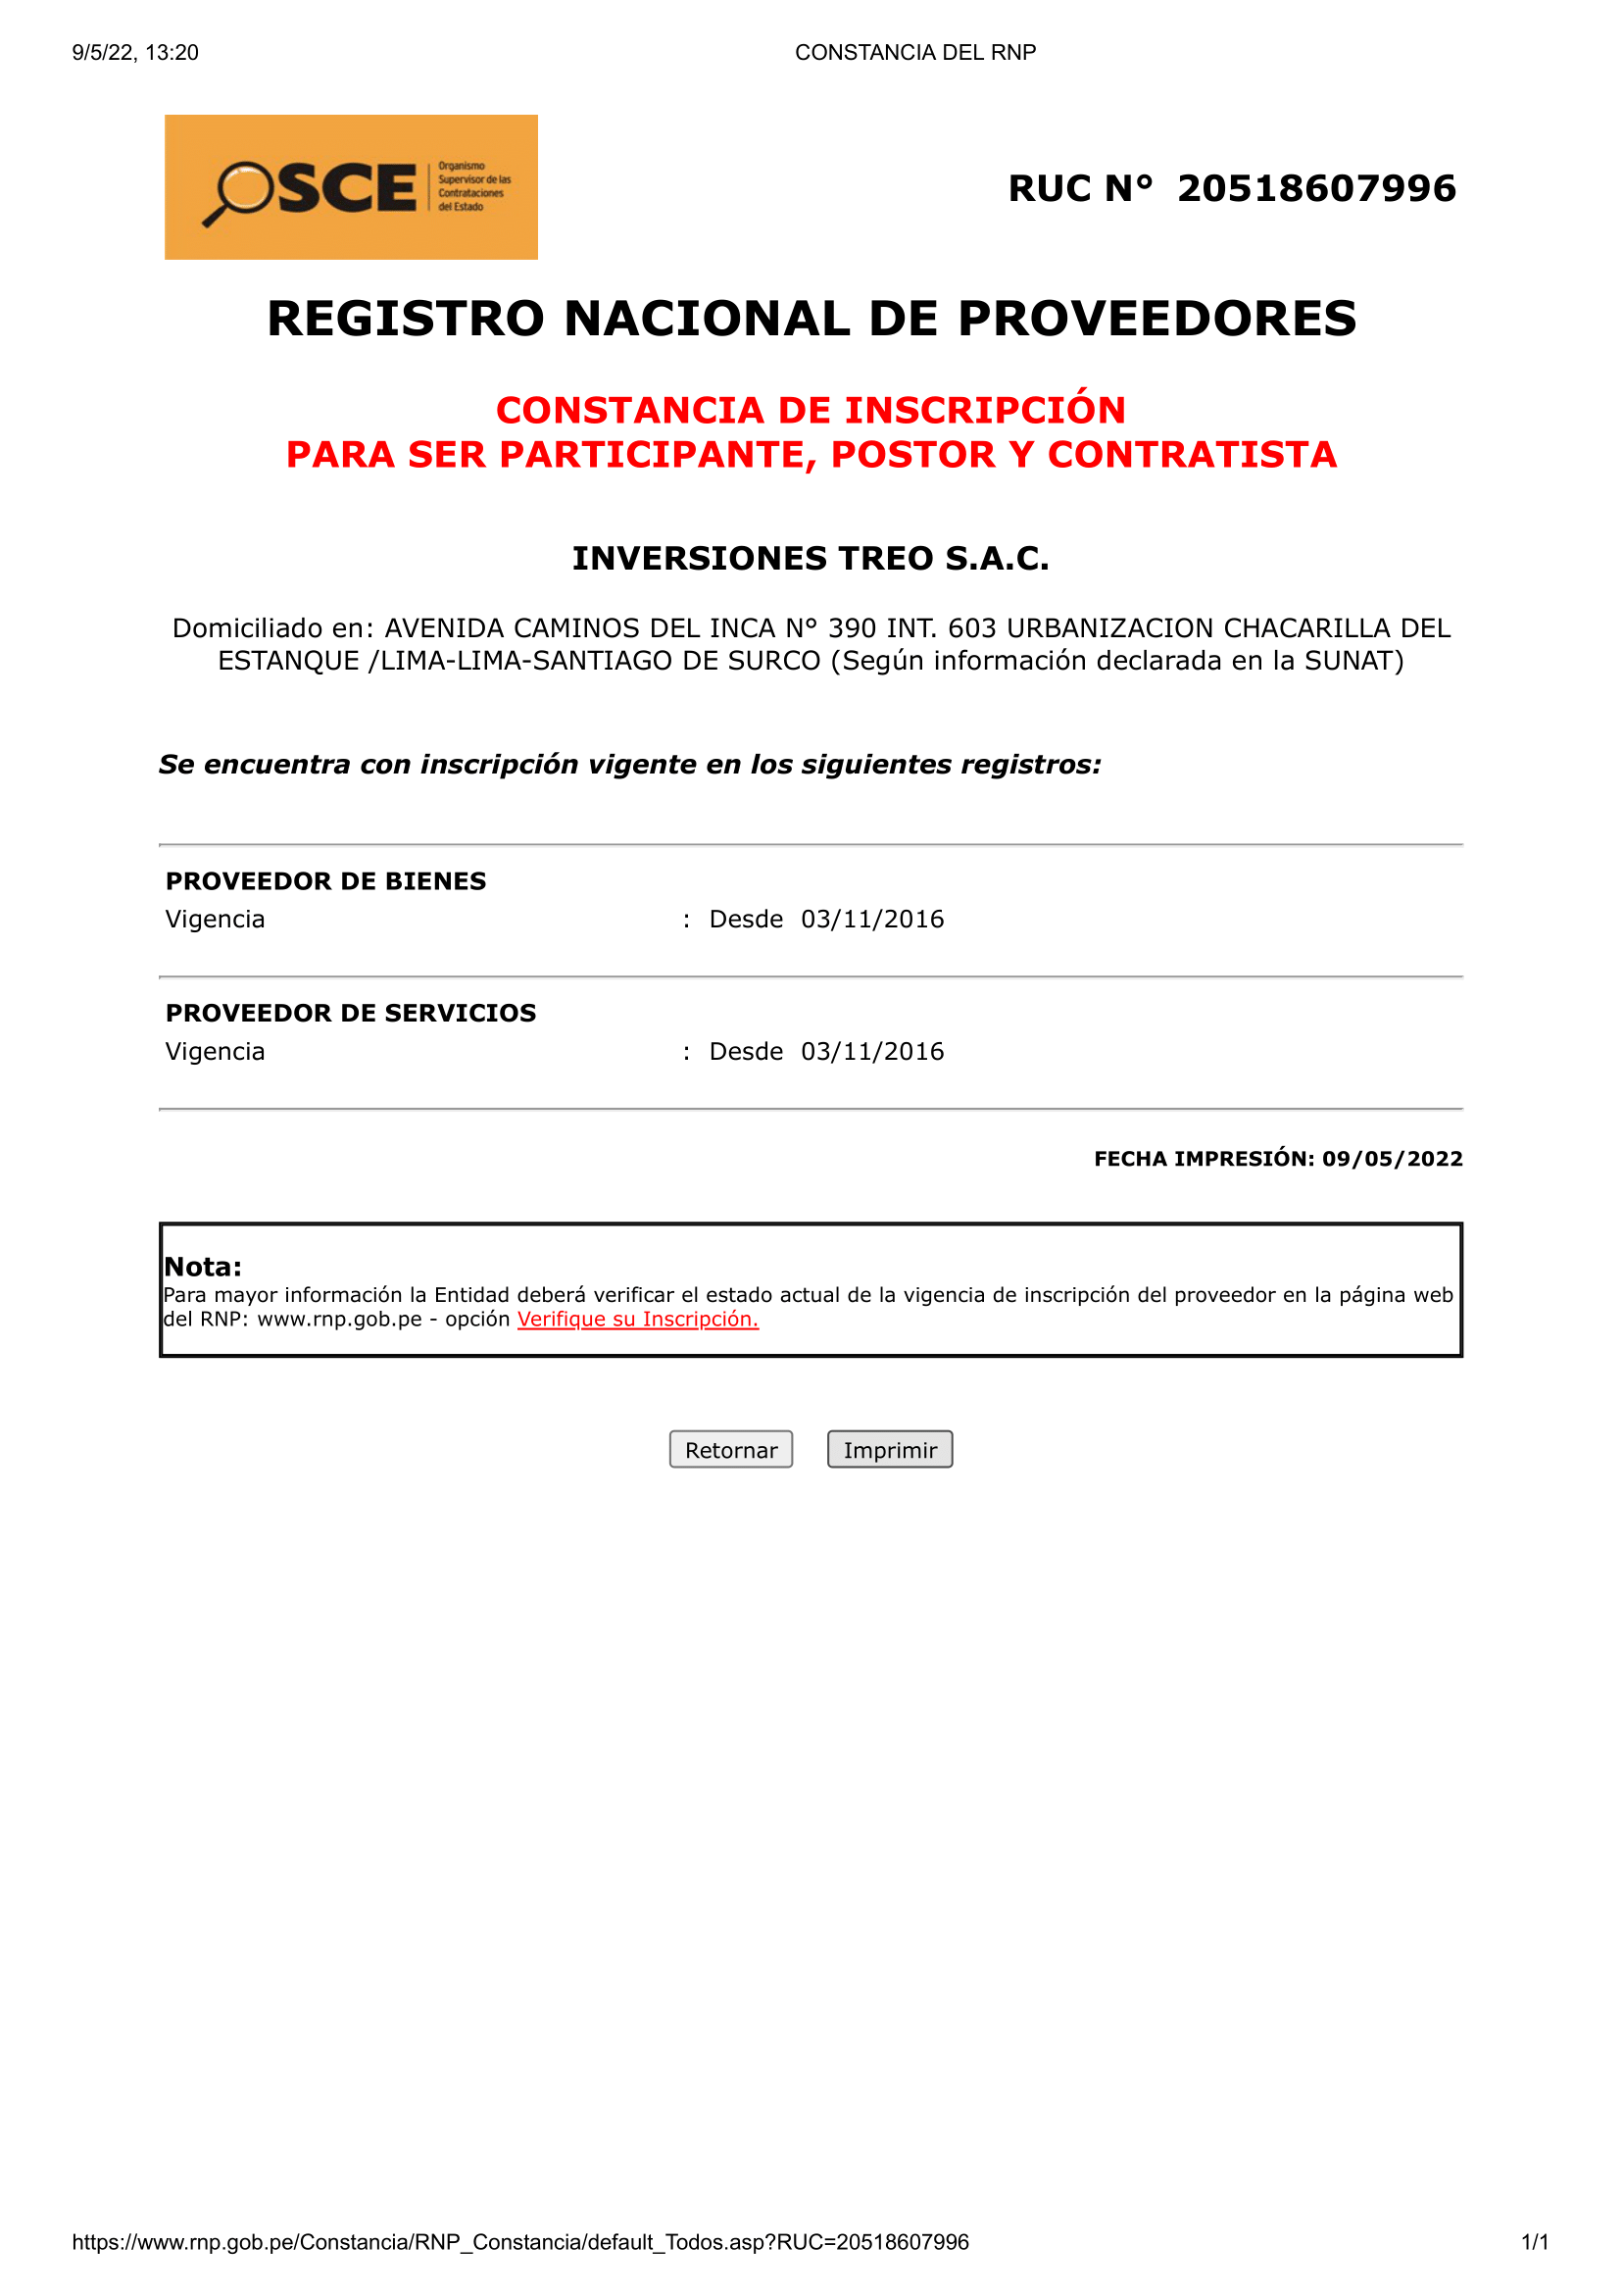 9/5/22, 13:20
CONSTANCIA DEL RNP
OSCE
Organismo
Supervisor de las
Contrataciones
del Estado
RUC N° 20518607996
REGISTRO NACIONAL DE PROVEEDORES
CONSTANCIA DE INSCRIPCIÓN
PARA SER PARTICIPANTE, POSTOR Y CONTRATISTA
INVERSIONES TREO S.A.C.
Domiciliado en: AVENIDA CAMINOS DEL INCA N° 390 INT. 603 URBANIZACION CHACARILLA DEL
ESTANQUE /LIMA-LIMA-SANTIAGO DE SURCO (Según información declarada en la SUNAT)
Se encuentra con inscripción vigente en los siguientes registros:
PROVEEDOR DE BIENES
Vigencia : Desde 03/11/2016
PROVEEDOR DE SERVICIOS
Vigencia : Desde 03/11/2016
FECHA IMPRESIÓN: 09/05/2022
Nota:
Para mayor información la Entidad deberá verificar el estado actual de la vigencia de inscripción del proveedor en la página web
del RNP: www.rnp.gob.pe - opción Verifique su Inscripción.
Retornar Imprimir
https://www.rnp.gob.pe/Constancia/RNP_Constancia/default_Todos.asp?RUC=20518607996
1/1